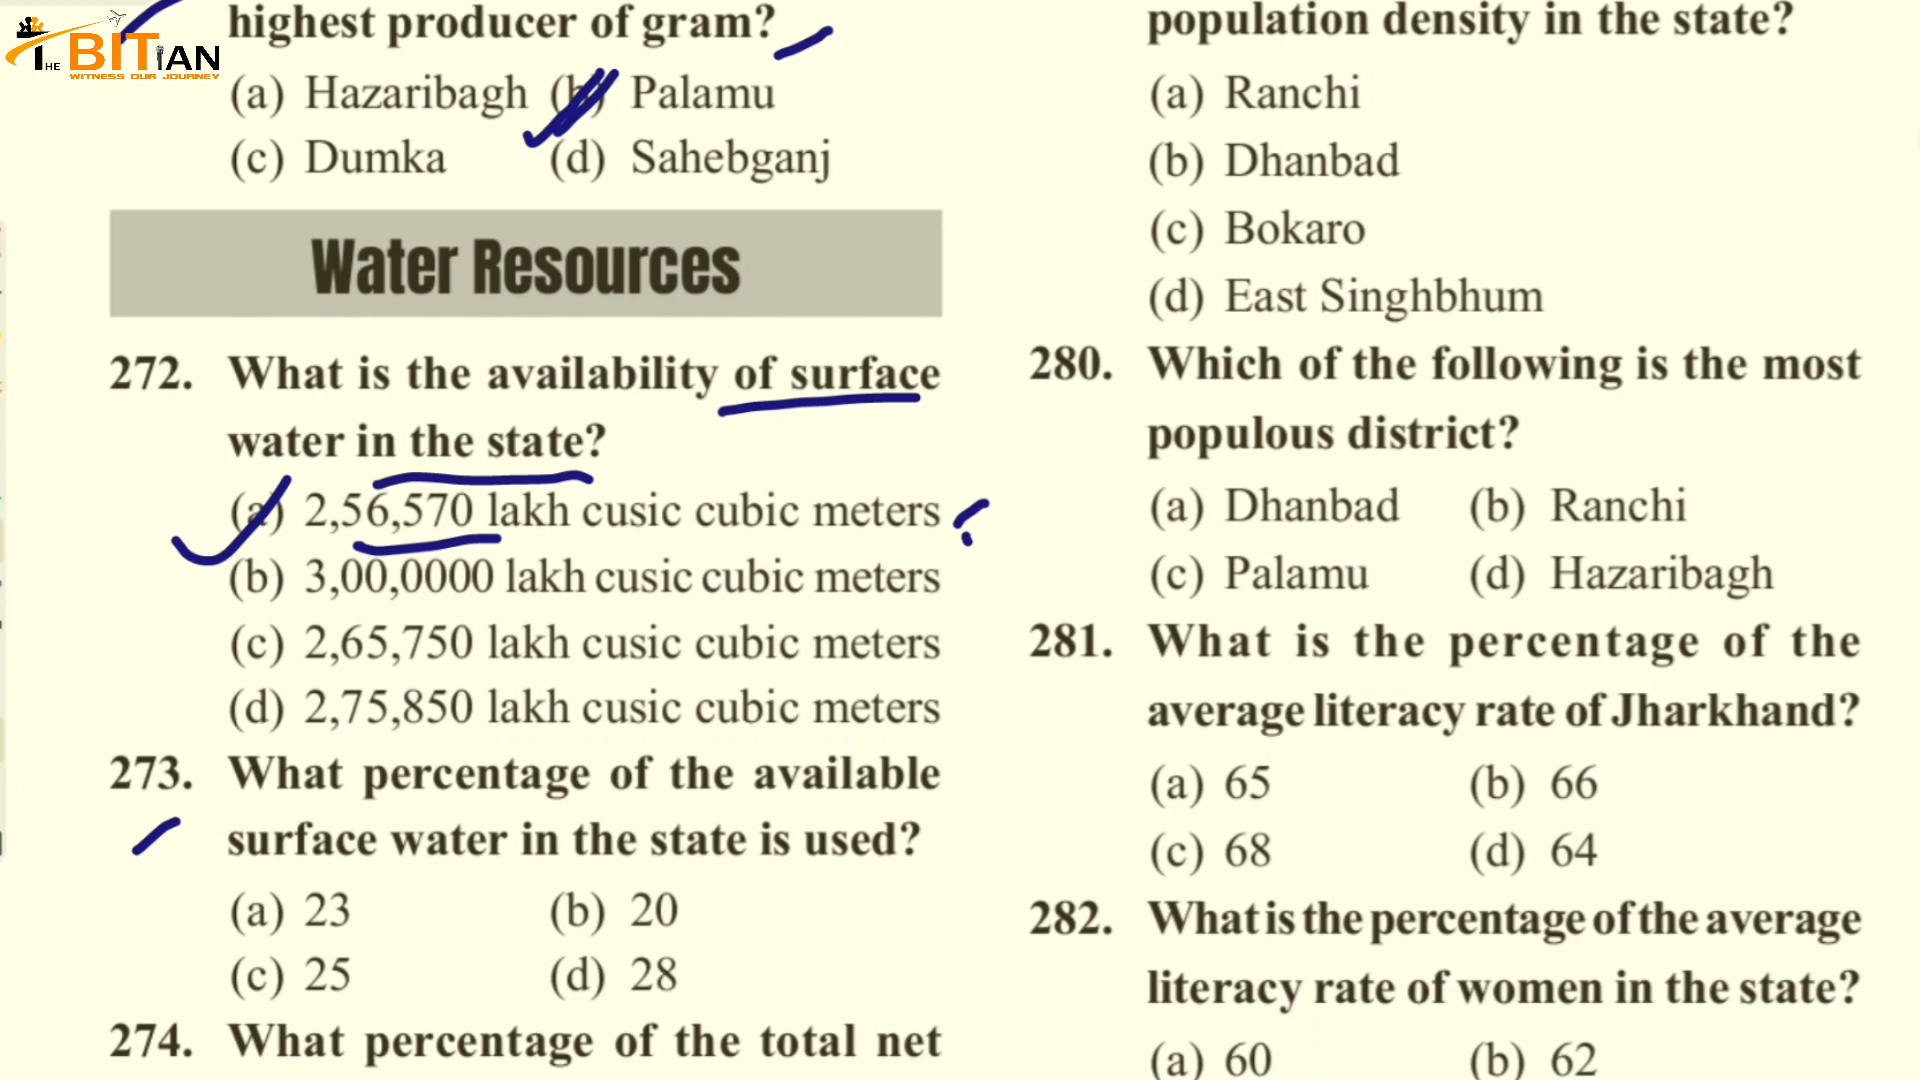 THE BITIAN
WITNESS OUR JOURNEY
highest producer of gram?
(a) Hazaribagh (b) Palamu
(c) Dumka (d) Sahebganj
Water Resources
272. What is the availability of surface
water in the state?
(a) 2,56,570 lakh cusic cubic meters
(b) 3,00,0000 lakh cusic cubic meters
(c) 2,65,750 lakh cusic cubic meters
(d) 2,75,850 lakh cusic cubic meters
273. What percentage of the available
surface water in the state is used?
(a) 23 (b) 20
(c) 25 (d) 28
274. What percentage of the total net
population density in the state?
(a) Ranchi
(b) Dhanbad
(c) Bokaro
(d) East Singhbhum
280. Which of the following is the most
populous district?
(a) Dhanbad (b) Ranchi
(c) Palamu (d) Hazaribagh
281. What is the percentage of the
average literacy rate of Jharkhand?
(a) 65 (b) 66
(c) 68 (d) 64
282. What is the percentage of the average
literacy rate of women in the state?
(a) 60 (b) 62